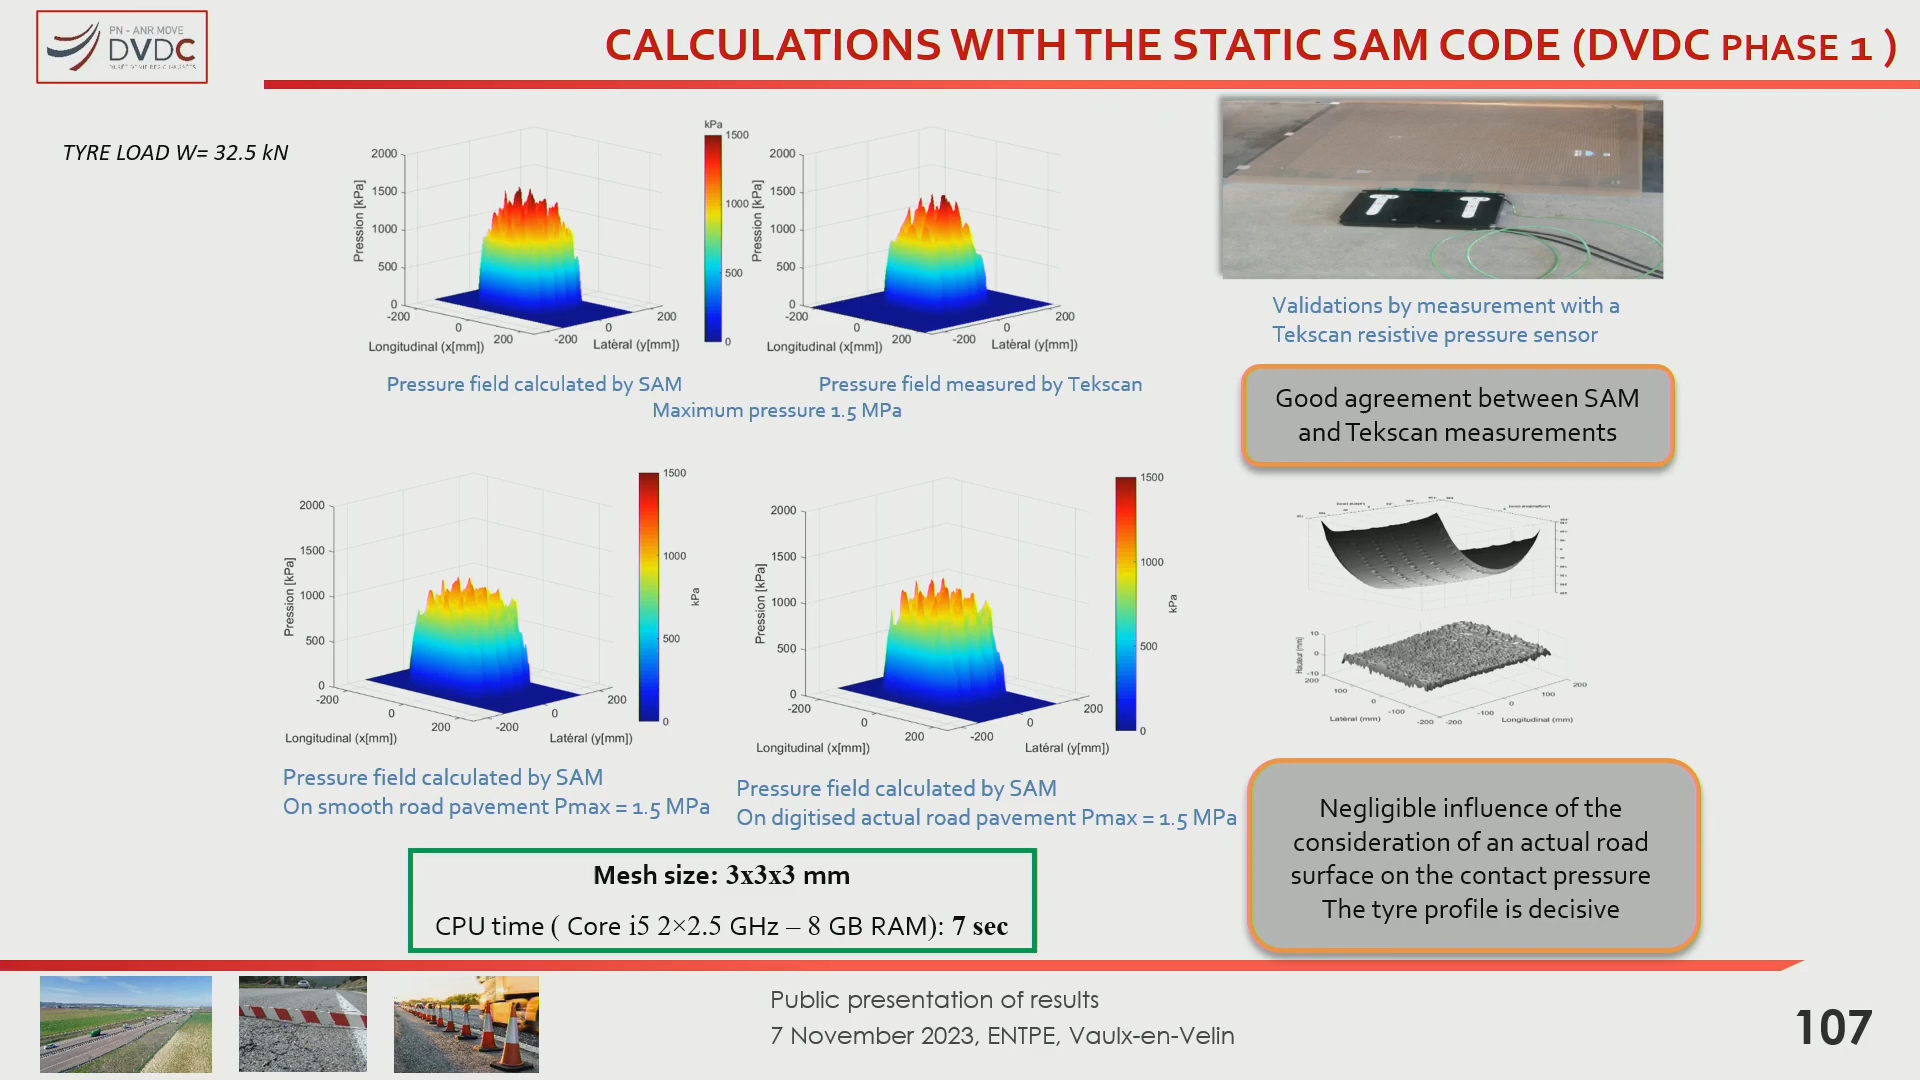 PN - ANR MOVE
DVDC
CALCULATIONS WITH THE STATIC SAM CODE (DVDC PHASE 1 )
TYRE LOAD W= 32.5 kN
2000
1500
1000
500
0
-200
0
200
-200
0
200
Pression [kPa]
Longitudinal (x[mm])
Latéral (y[mm])
kPa
1500
1000
500
0
2000
1500
1000
500
0
-200
0
200
-200
0
200
Pression [kPa]
Longitudinal (x[mm])
Latéral (y[mm])
Pressure field calculated by SAM
Pressure field measured by Tekscan
Maximum pressure 1.5 MPa
Validations by measurement with a
Tekscan resistive pressure sensor
Good agreement between SAM
and Tekscan measurements
2000
1500
1000
500
0
-200
0
200
-200
0
200
Pression [kPa]
Longitudinal (x[mm])
Latéral (y[mm])
1500
1000
500
0
kPa
2000
1500
1000
500
0
-200
0
200
-200
0
200
Pression [kPa]
Longitudinal (x[mm])
Latéral (y[mm])
1500
1000
500
0
kPa
Hauteur (mm)
10
0
-10
200
100
0
-100
-200
-200
-100
0
100
200
Latéral (mm)
Longitudinal (mm)
Pressure field calculated by SAM
On smooth road pavement Pmax = 1.5 MPa
Pressure field calculated by SAM
On digitised actual road pavement Pmax = 1.5 MPa
Negligible influence of the
consideration of an actual road
surface on the contact pressure
The tyre profile is decisive
Mesh size: 3x3x3 mm
CPU time ( Core i5 2×2.5 GHz – 8 GB RAM): 7 sec
Public presentation of results
7 November 2023, ENTPE, Vaulx-en-Velin
107